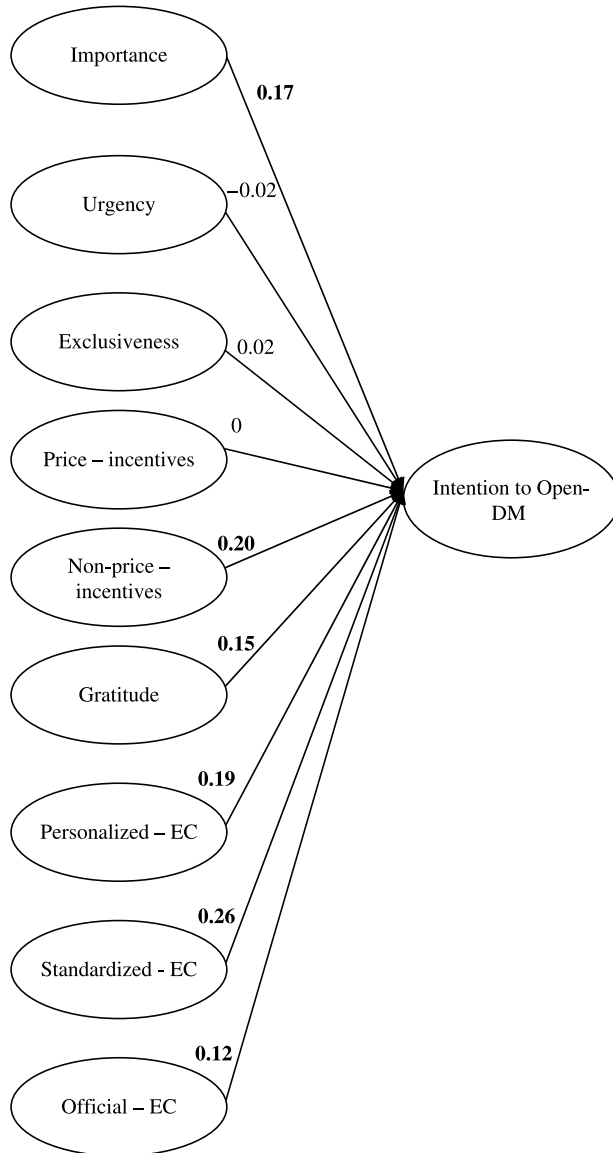 Importance
0.17
−0.02
Urgency
Exclusiveness
0.02
0
Price – incentives
Intention to Open-
DM
0.20
Non-price –
incentives
0.15
Gratitude
0.19
Personalized – EC
0.26
Standardized - EC
0.12
Official – EC